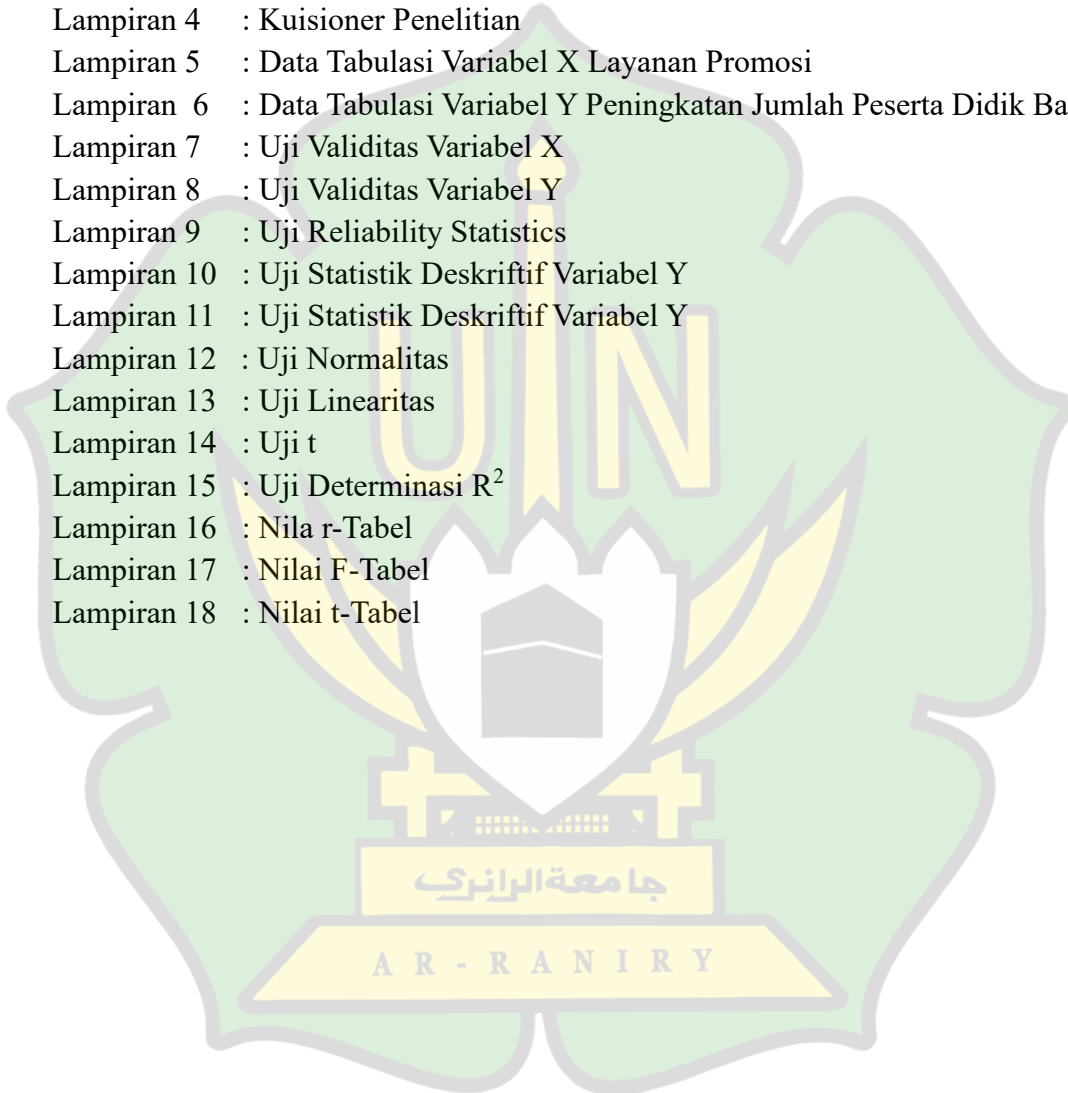 Lampiran 4 : Kuisioner Penelitian
Lampiran 5 : Data Tabulasi Variabel X Layanan Promosi
Lampiran 6 : Data Tabulasi Variabel Y Peningkatan Jumlah Peserta Didik Ba
Lampiran 7 : Uji Validitas Variabel X
Lampiran 8 : Uji Validitas Variabel Y
Lampiran 9 : Uji Reliability Statistics
Lampiran 10 : Uji Statistik Deskriftif Variabel Y
Lampiran 11 : Uji Statistik Deskriftif Variabel Y
Lampiran 12 : Uji Normalitas
Lampiran 13 : Uji Linearitas
Lampiran 14 : Uji t
Lampiran 15 : Uji Determinasi R²
Lampiran 16 : Nila r-Tabel
Lampiran 17 : Nilai F-Tabel
Lampiran 18 : Nilai t-Tabel
UIN
جامعة الرانري
AR-RANIRY